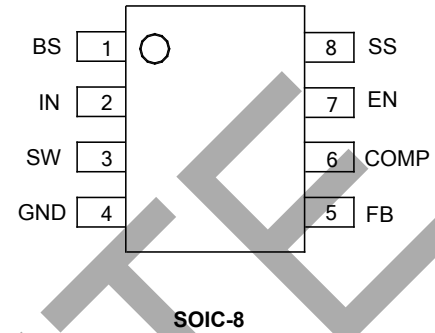 BS 1 8 SS
IN 2 7 EN
SW 3 6 COMP
GND 4 5 FB
SOIC-8